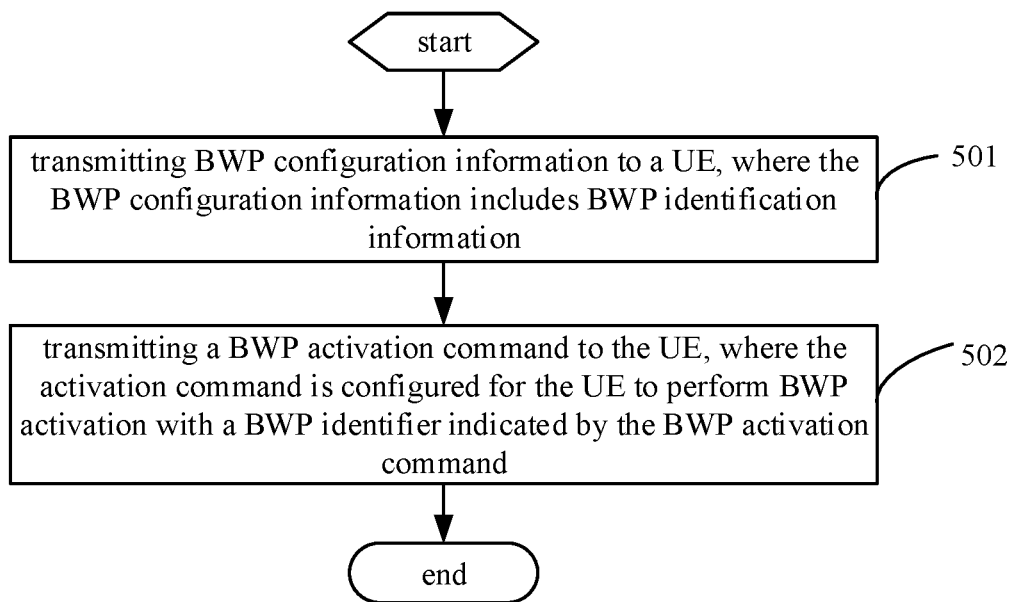 start
transmitting BWP configuration information to a UE, where the
BWP configuration information includes BWP identification
information
501
transmitting a BWP activation command to the UE, where the
activation command is configured for the UE to perform BWP
activation with a BWP identifier indicated by the BWP activation
command
502
end